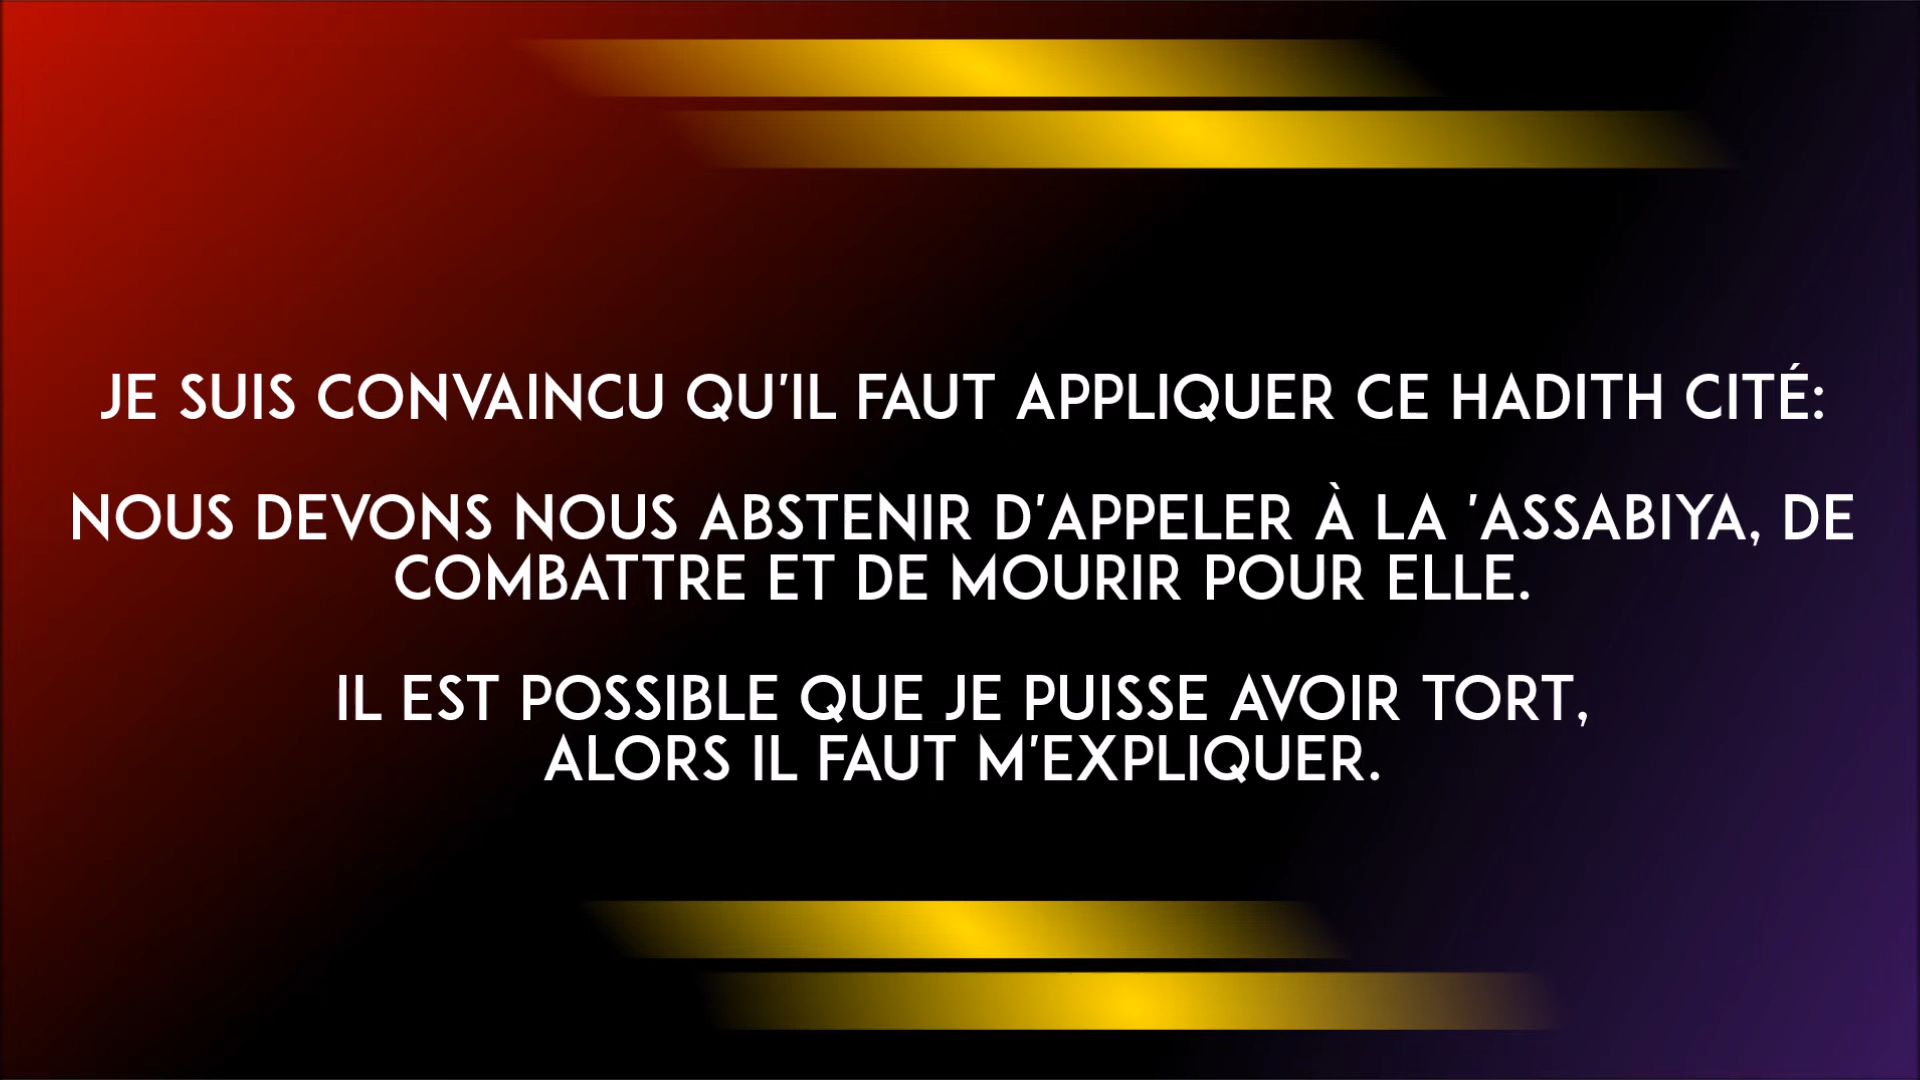 JE SUIS CONVAINCU QU'IL FAUT APPLIQUER CE HADITH CITÉ:
NOUS DEVONS NOUS ABSTENIR D'APPELER À LA 'ASSABIYA, DE
COMBATTRE ET DE MOURIR POUR ELLE.
IL EST POSSIBLE QUE JE PUISSE AVOIR TORT,
ALORS IL FAUT M'EXPLIQUER.